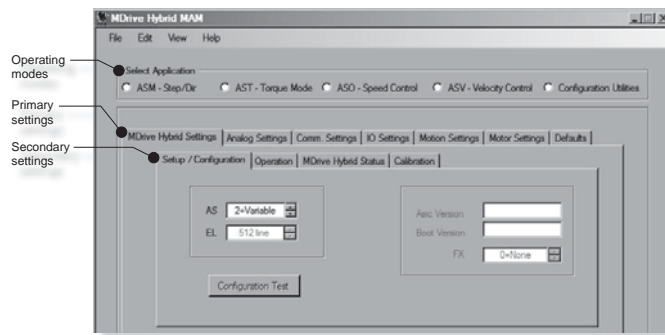 MDrive Hybrid MAM
File Edit View Help
Operating modes
Select Application
ASM - Step/Dir AST - Torque Mode ASO - Speed Control ASV - Velocity Control Configuration Utilities
Primary settings
MDrive Hybrid Settings Analog Settings Comm. Settings IO Settings Motion Settings Motor Settings Defaults
Secondary settings
Setup / Configuration Operation MDrive Hybrid Status Calibration
AS 2=Variable
EL 512 line
Asic Version
Boot Version
FX 0=None
Configuration Test